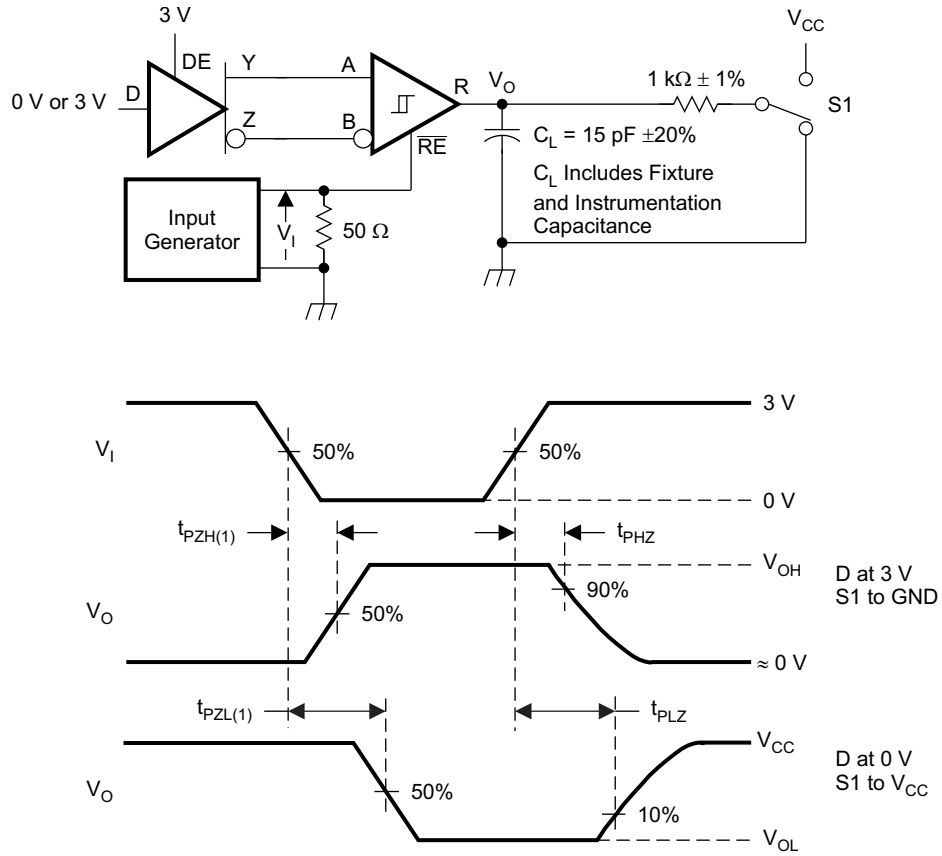 3 V
V_CC
DE
Y
A
D
0 V or 3 V
R
V_O
1 kΩ ± 1%
S1
Z
B
RE
C_L = 15 pF ±20%
C_L Includes Fixture
and Instrumentation
Capacitance
Input
Generator
V_I
50 Ω
3 V
V_I
50%
50%
0 V
t_PZH(1)
t_PHZ
V_OH
D at 3 V
S1 to GND
90%
V_O
50%
≈ 0 V
t_PZL(1)
t_PLZ
V_CC
D at 0 V
S1 to V_CC
V_O
50%
10%
V_OL